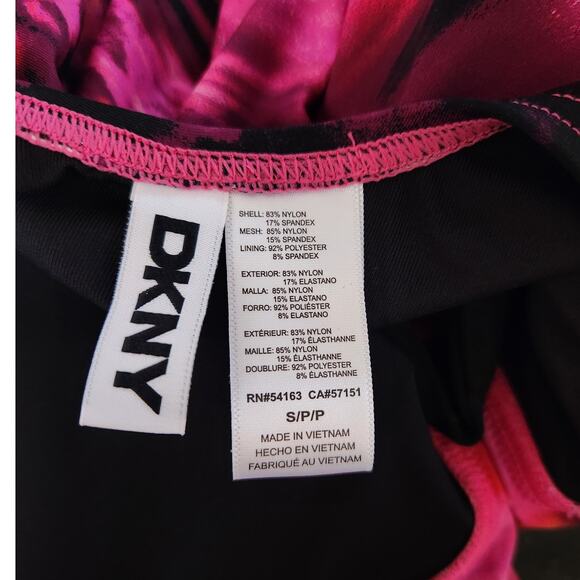 DKNY
SHELL: 83% NYLON
17% SPANDEX
MESH: 85% NYLON
15% SPANDEX
LINING: 92% POLYESTER
8% SPANDEX
EXTERIOR: 83% NYLON
17% ELASTANO
MALLA: 85% NYLON
15% ELASTANO
FORRO: 92% POLIÉSTER
8% ELASTANO
EXTÉRIEUR: 83% NYLON
17% ÉLASTHANNE
MAILLE: 85% NYLON
15% ÉLASTHANNE
DOUBLURE: 92% POLYESTER
8% ÉLASTHANNE
RN#54163 CA#57151
S/P/P
MADE IN VIETNAM
HECHO EN VIETNAM
FABRIQUÉ AU VIETNAM